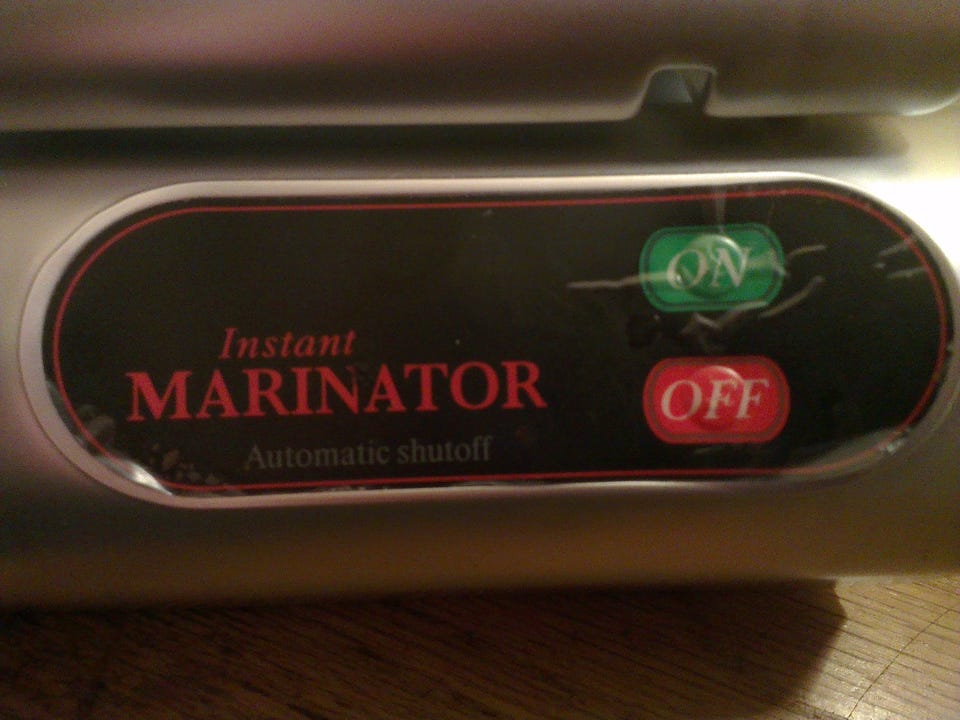 Instant
MARINATOR
Automatic shutoff
ON
OFF